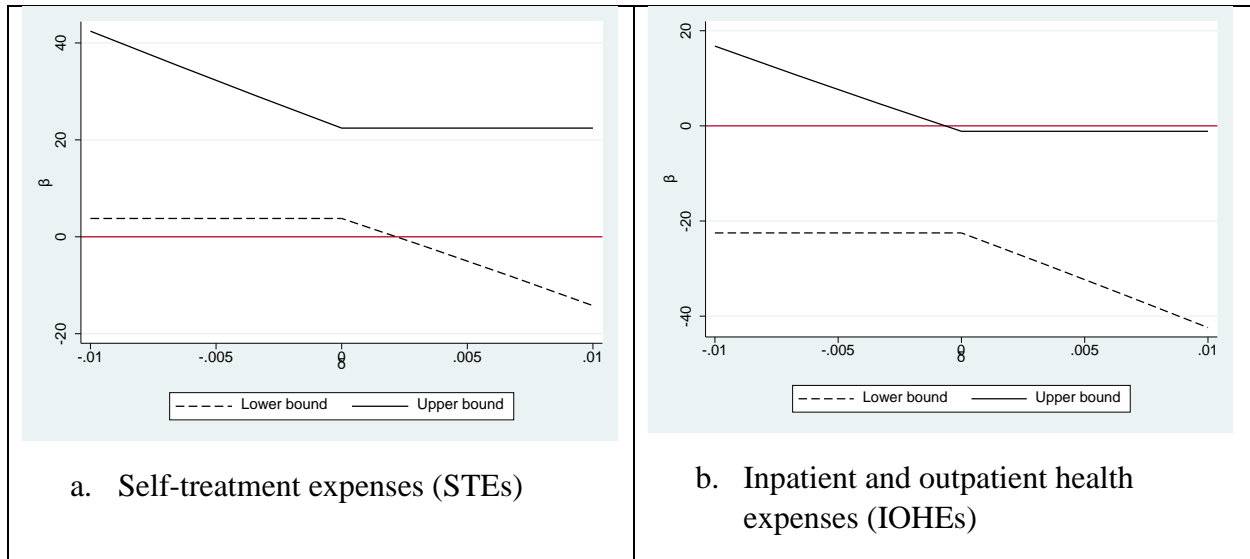 40
20
0
-20
β
-.01 -.005 0 .005 .01
Lower bound Upper bound
a. Self-treatment expenses (STEs)
20
0
-20
-40
β
-.01 -.005 0 .005 .01
Lower bound Upper bound
b. Inpatient and outpatient health
expenses (IOHEs)